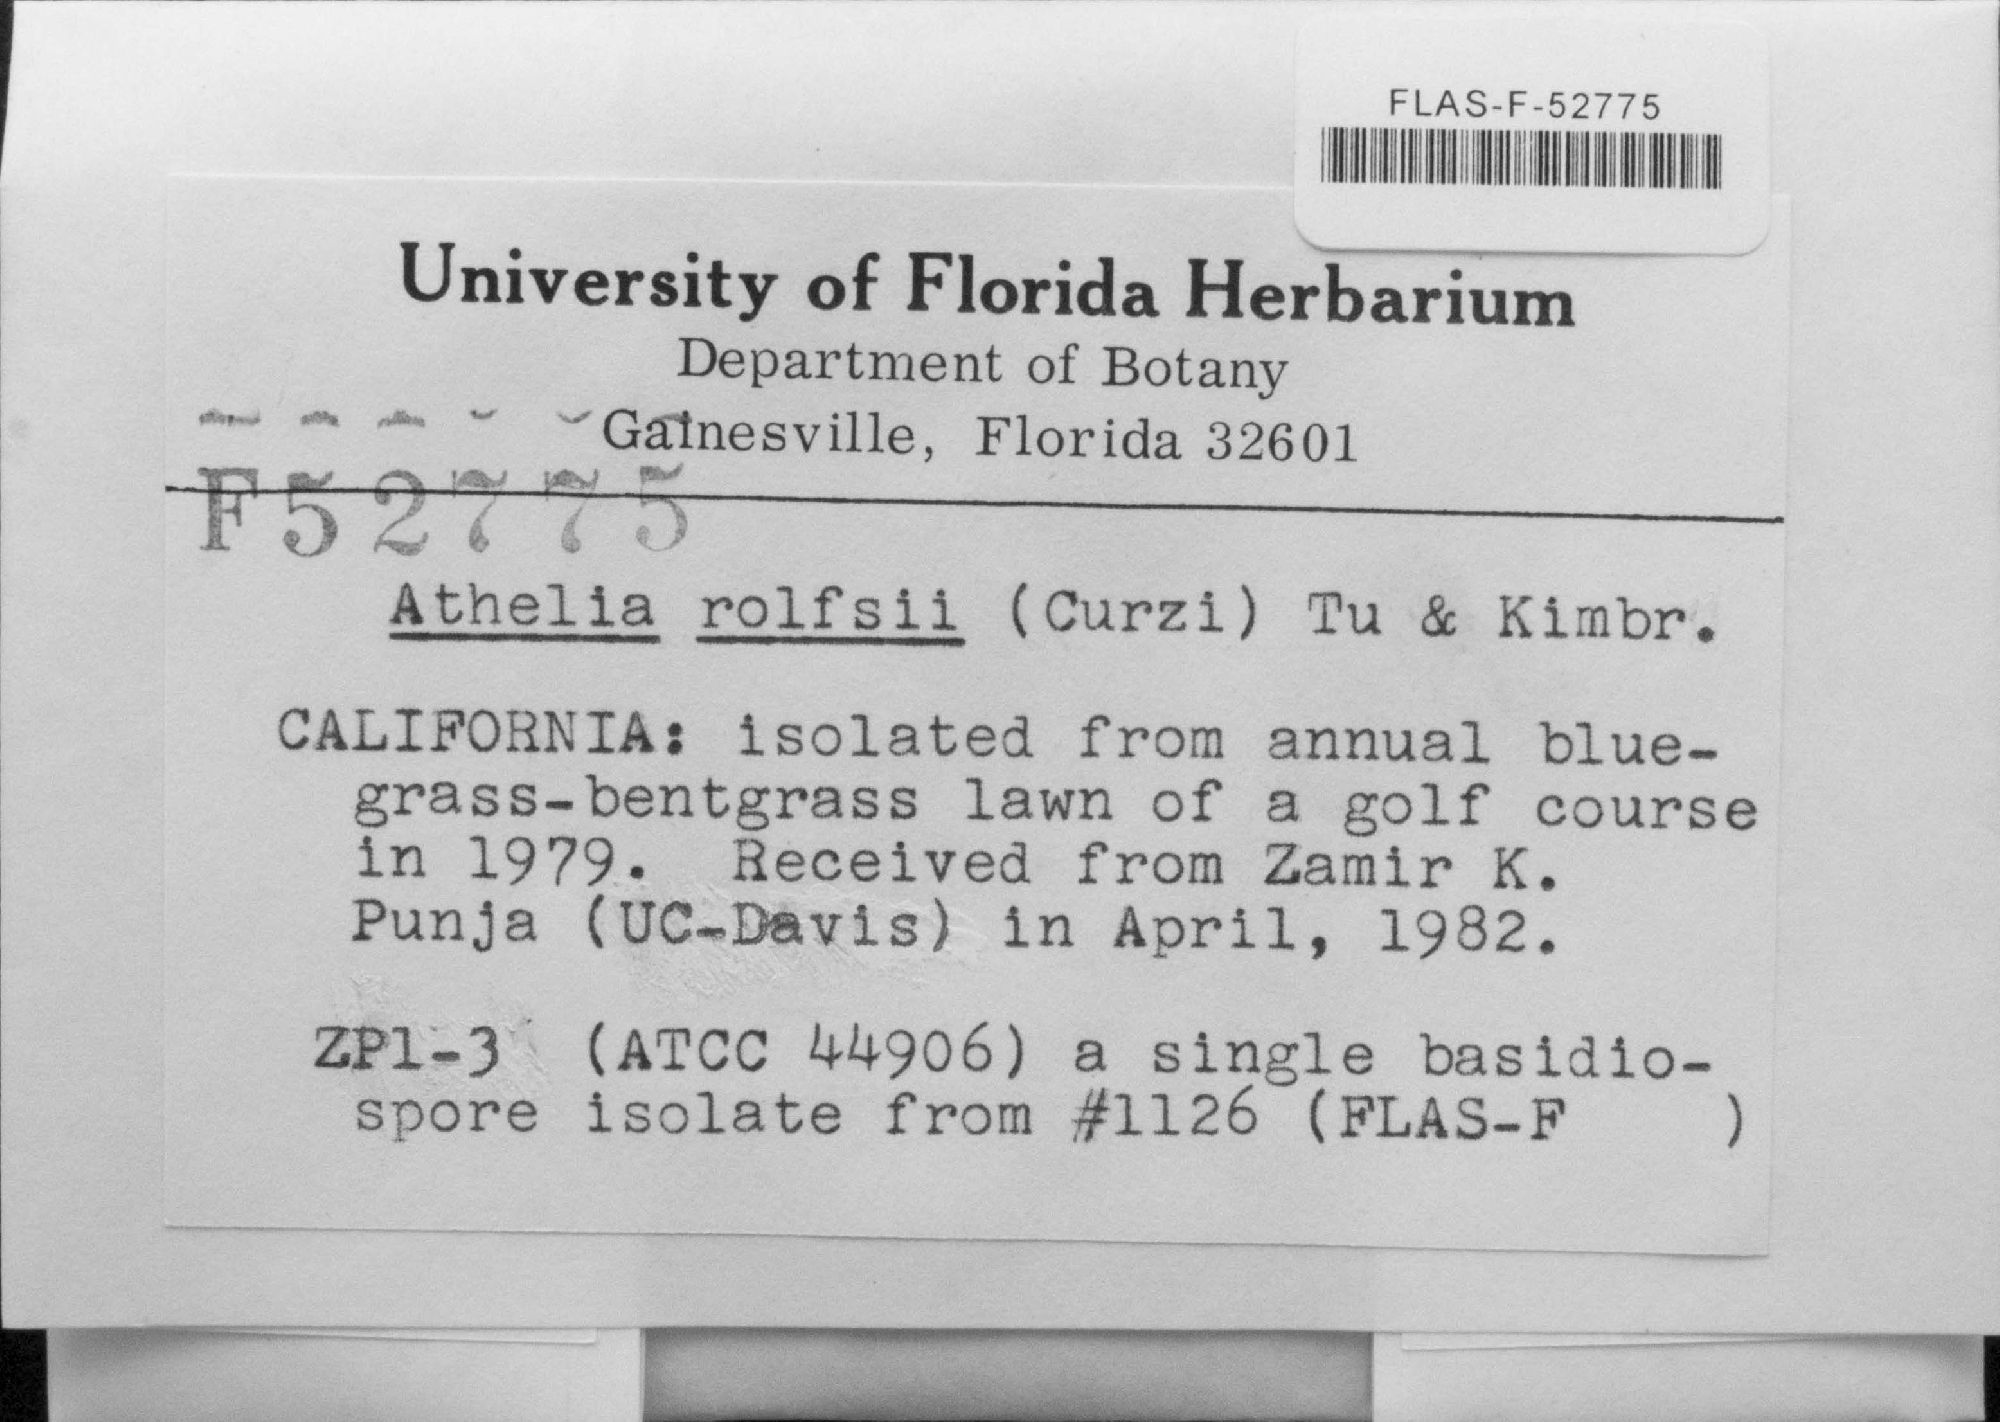 FLAS-F-52775
University of Florida Herbarium
Department of Botany
Gainesville, Florida 32601
F52775
Athelia rolfsii (Curzi) Tu & Kimbr.
CALIFORNIA: isolated from annual blue-
grass-bentgrass lawn of a golf course
in 1979. Received from Zamir K.
Punja (UC-Davis) in April, 1982.
ZP1-3 (ATCC 44906) a single basidio-
spore isolate from #1126 (FLAS-F )